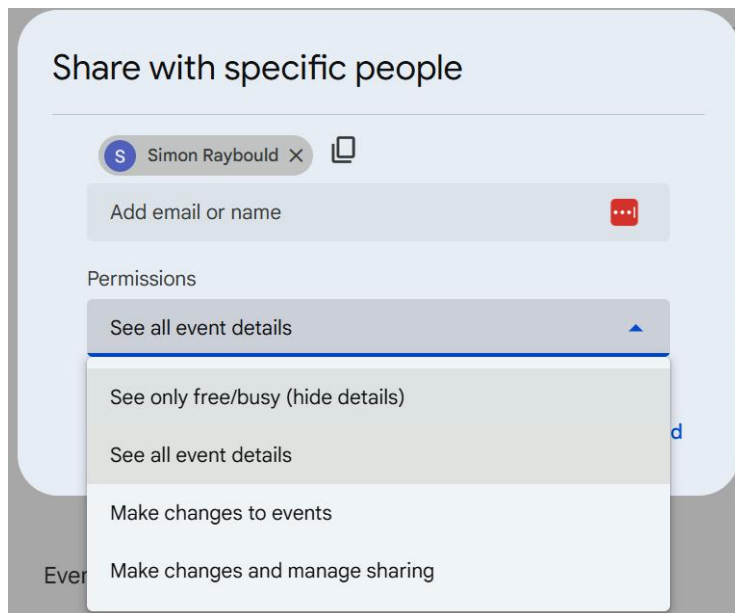 Share with specific people
S Simon Raybould
Add email or name
Permissions
See all event details
See only free/busy (hide details)
See all event details
d
Make changes to events
Make changes and manage sharing